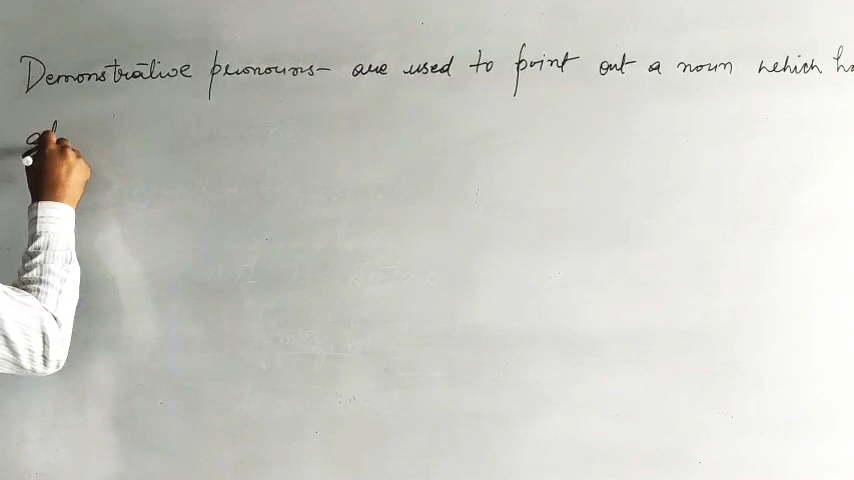 Demonstrative pronouns- are used to point out a noun which